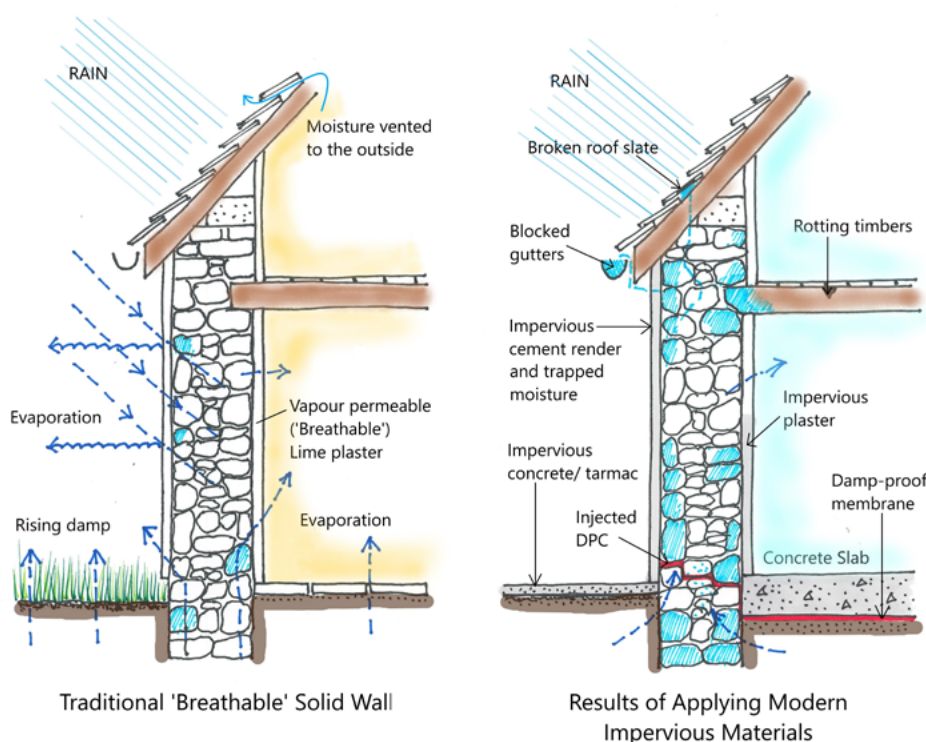 RAIN
Moisture vented
to the outside
Evaporation
Vapour permeable
('Breathable')
Lime plaster
Rising damp
Evaporation
Traditional 'Breathable' Solid Wall
RAIN
Broken roof slate
Blocked
gutters
Rotting timbers
Impervious
cement render
and trapped
moisture
Impervious
plaster
Impervious
concrete/ tarmac
Damp-proof
membrane
Injected
DPC
Concrete Slab
Results of Applying Modern
Impervious Materials